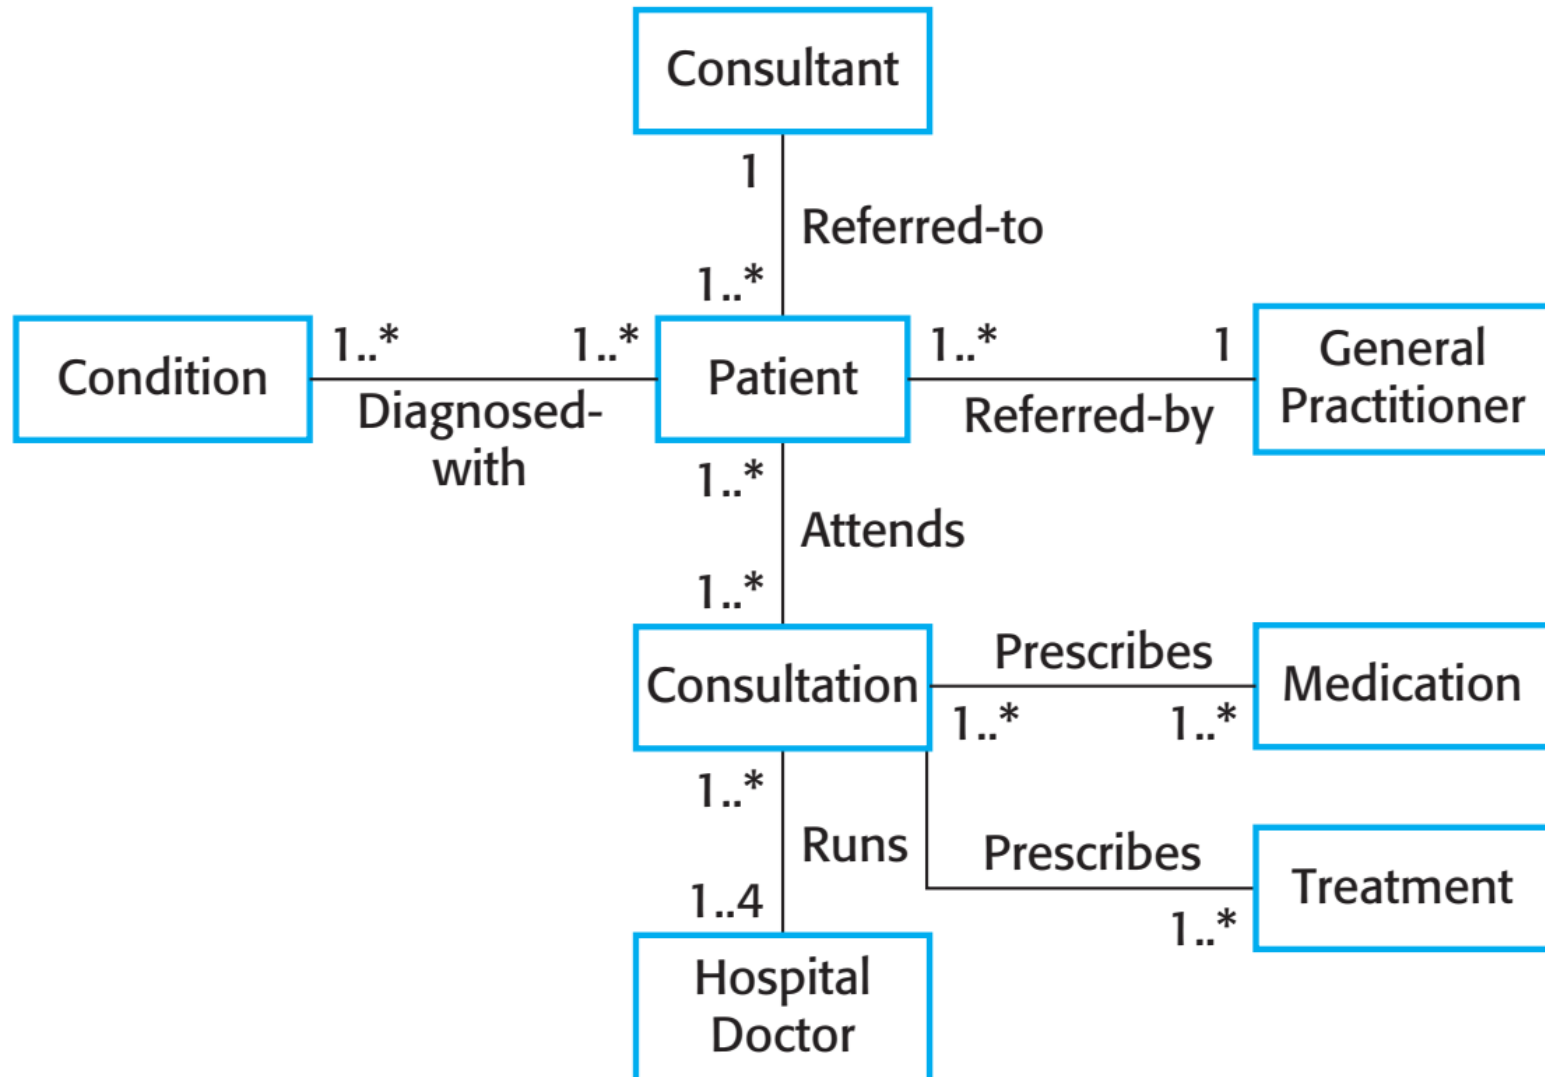 Consultant
1
Referred-to
1..*
Condition
1..*
Diagnosed-
with
1..*
Patient
1..*
Referred-by
1
General
Practitioner
1..*
Attends
1..*
Consultation
Prescribes
1..*
1..*
Medication
1..*
Runs
1..4
Prescribes
1..*
Treatment
Hospital
Doctor